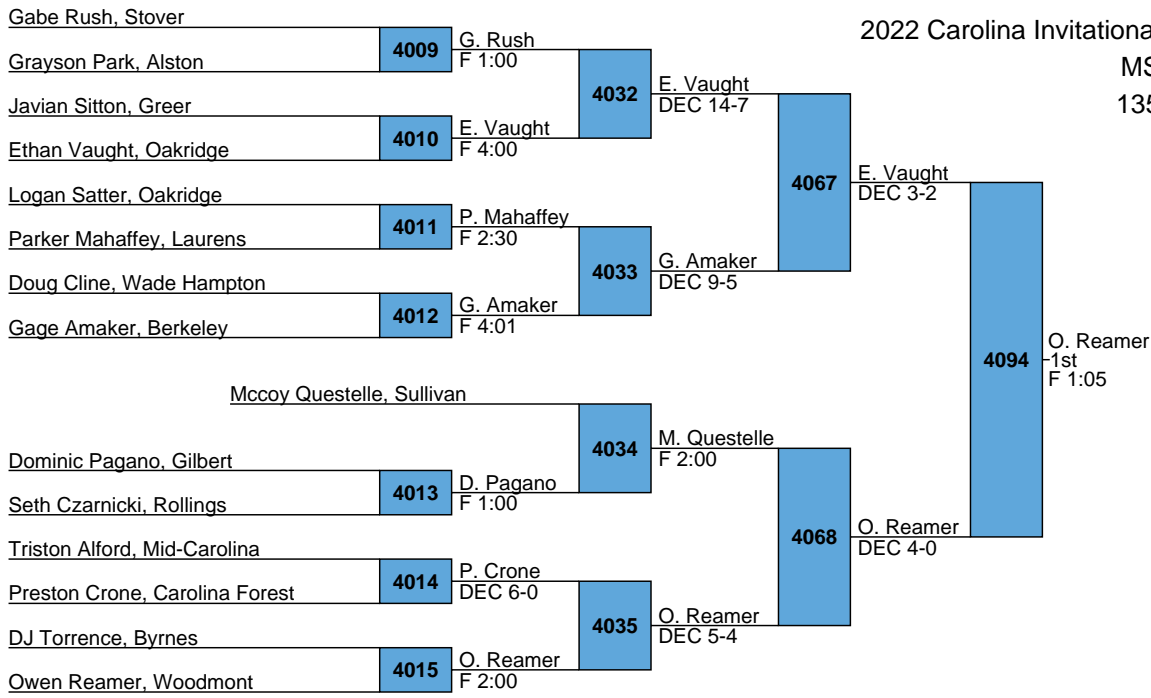 Gabe Rush, Stover
2022 Carolina Invitational
4009
G. Rush
F 1:00
Grayson Park, Alston
MS
4032
E. Vaught
DEC 14-7
Javian Sitton, Greer
135
4010
E. Vaught
F 4:00
Ethan Vaught, Oakridge
4067
E. Vaught
DEC 3-2
Logan Satter, Oakridge
4011
P. Mahaffey
F 2:30
Parker Mahaffey, Laurens
4033
G. Amaker
DEC 9-5
Doug Cline, Wade Hampton
4012
G. Amaker
F 4:01
Gage Amaker, Berkeley
4094
O. Reamer
1st
F 1:05
Mccoy Questelle, Sullivan
4034
M. Questelle
F 2:00
Dominic Pagano, Gilbert
4013
D. Pagano
F 1:00
Seth Czarnicki, Rollings
4068
O. Reamer
DEC 4-0
Triston Alford, Mid-Carolina
4014
P. Crone
DEC 6-0
Preston Crone, Carolina Forest
4035
O. Reamer
DEC 5-4
DJ Torrence, Byrnes
4015
O. Reamer
F 2:00
Owen Reamer, Woodmont